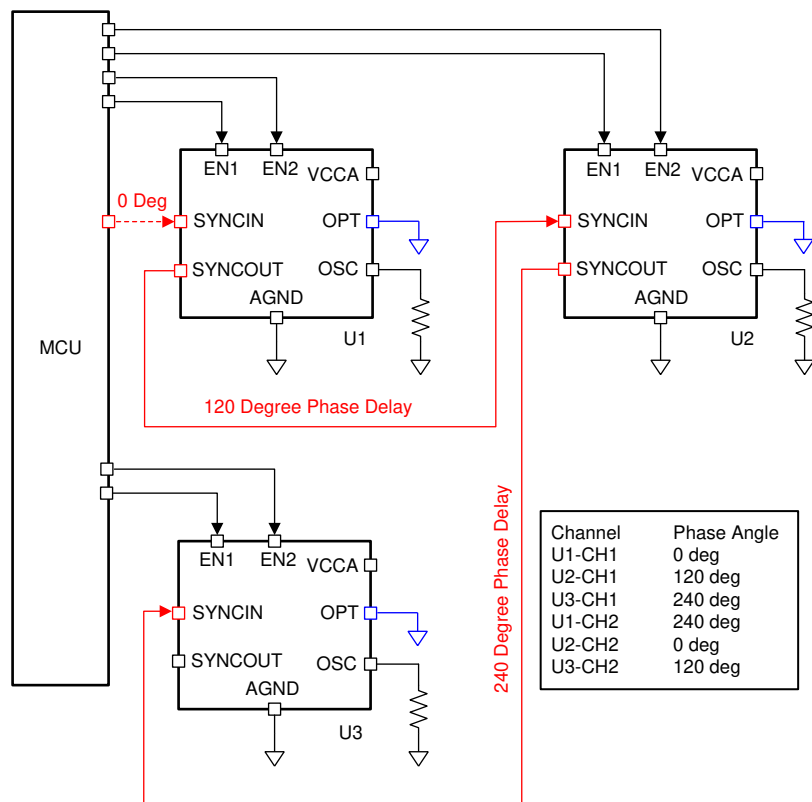 MCU
0 Deg
EN1
EN2
VCCA
SYNCIN
OPT
SYNCOUT
OSC
AGND
U1
EN1
EN2
VCCA
SYNCIN
OPT
SYNCOUT
OSC
AGND
U2
120 Degree Phase Delay
240 Degree Phase Delay
EN1
EN2
VCCA
SYNCIN
OPT
SYNCOUT
OSC
AGND
U3
Channel Phase Angle
U1-CH1 0 deg
U2-CH1 120 deg
U3-CH1 240 deg
U1-CH2 240 deg
U2-CH2 0 deg
U3-CH2 120 deg